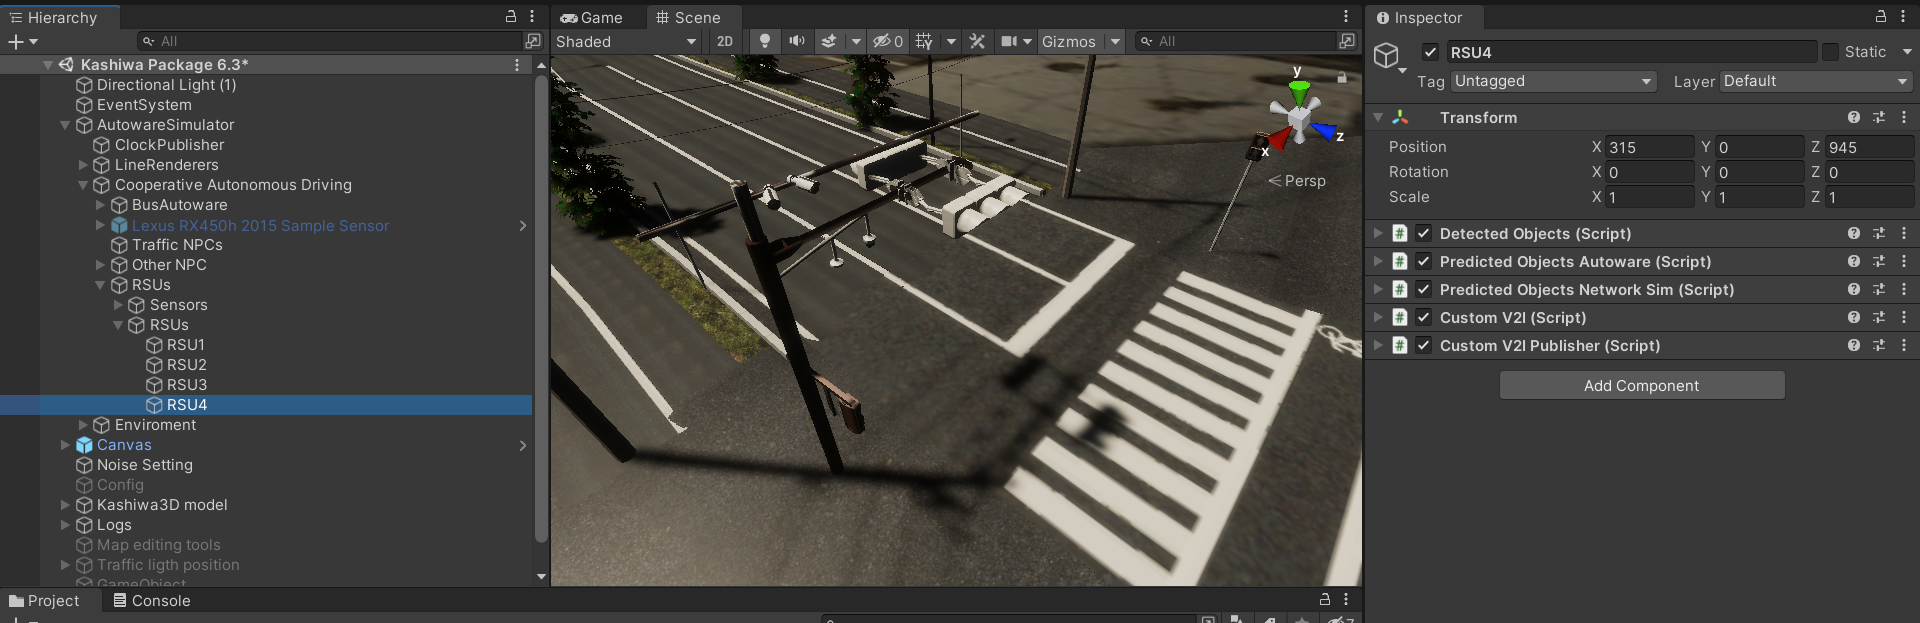 Hierarchy
All
Kashiwa Package 6.3*
Directional Light (1)
EventSystem
AutowareSimulator
ClockPublisher
LineRenderers
Cooperative Autonomous Driving
BusAutoware
Lexus RX450h 2015 Sample Sensor
Traffic NPCs
Other NPC
RSUs
Sensors
RSUs
RSU1
RSU2
RSU3
RSU4
Enviroment
Canvas
Noise Setting
Config
Kashiwa3D model
Logs
Map editing tools
Traffic ligth position
GameObject
Game Scene
Shaded 2D 0 Gizmos All
y
x
z
Persp
Inspector
RSU4 Static
Tag Untagged Layer Default
Transform
Position X 315 Y 0 Z 945
Rotation X 0 Y 0 Z 0
Scale X 1 Y 1 Z 1
# Detected Objects (Script)
# Predicted Objects Autoware (Script)
# Predicted Objects Network Sim (Script)
# Custom V2I (Script)
# Custom V2I Publisher (Script)
Add Component
Project Console